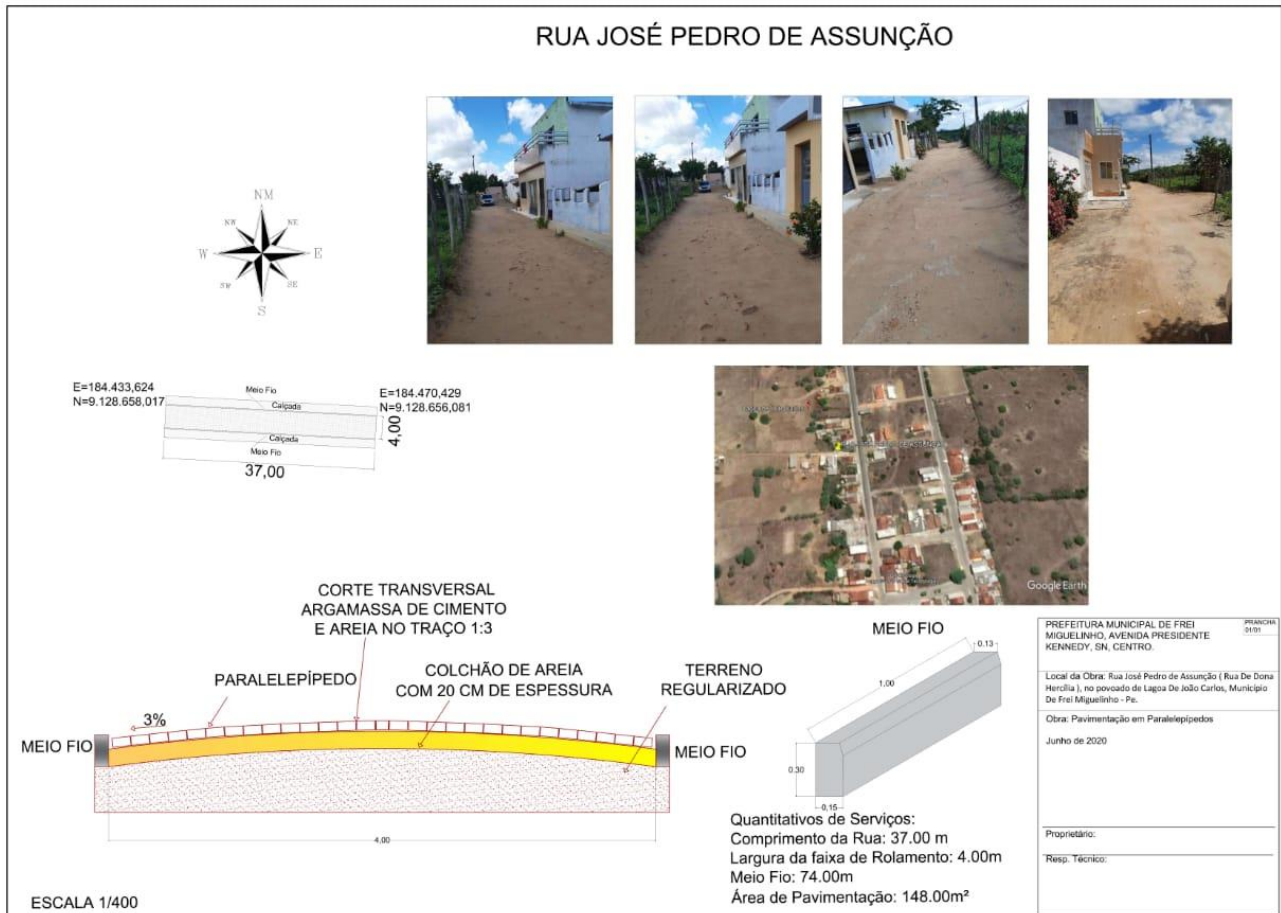 RUA JOSÉ PEDRO DE ASSUNÇÃO
NM
NW
NE
W
E
SW
SE
S
E=184.433,624
N=9.128.658,017
Meio Fio
Calçada
E=184.470,429
N=9.128.656,081
4,00
Calçada
Meio Fio
37,00
Google Earth
CORTE TRANSVERSAL
ARGAMASSA DE CIMENTO
E AREIA NO TRAÇO 1:3
PARALELEPÍPEDO
COLCHÃO DE AREIA
COM 20 CM DE ESPESSURA
TERRENO
REGULARIZADO
3%
MEIO FIO
MEIO FIO
4,00
ESCALA 1/400
MEIO FIO
0.13
1,00
0.30
0,15
Quantitativos de Serviços:
Comprimento da Rua: 37.00 m
Largura da faixa de Rolamento: 4.00m
Meio Fio: 74.00m
Área de Pavimentação: 148.00m²
PREFEITURA MUNICIPAL DE FREI
MIGUELINHO, AVENIDA PRESIDENTE
KENNEDY, SN, CENTRO.
PRANCHA
01/01
Local da Obra: Rua José Pedro de Assunção ( Rua De Dona
Hercília ), no povoado de Lagoa De João Carlos, Município
De Frei Miguelinho - Pe.
Obra: Pavimentação em Paralelepípedos
Junho de 2020
Proprietário:
Resp. Técnico: